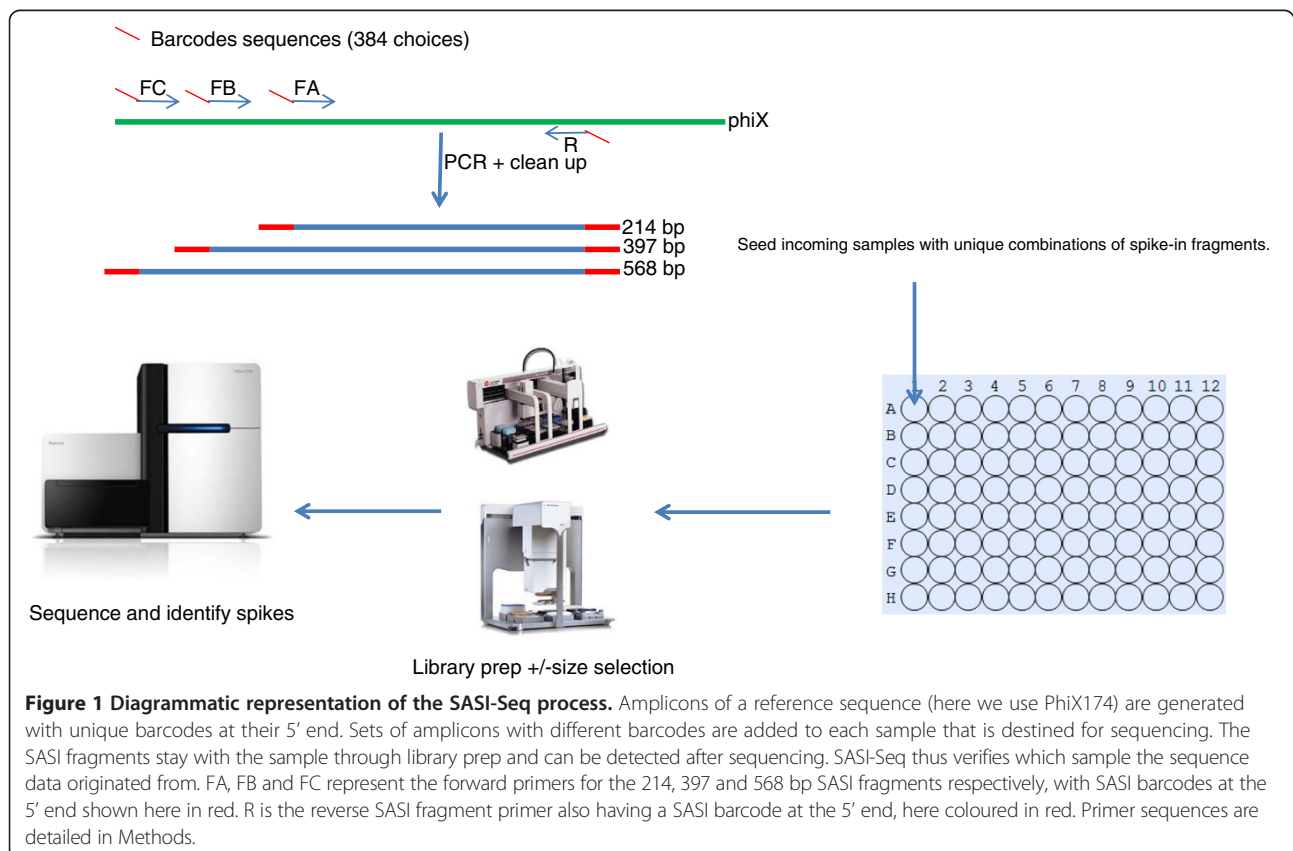 Barcodes sequences (384 choices)
FC
FB
FA
phiX
R
PCR + clean up
214 bp
397 bp
568 bp
Seed incoming samples with unique combinations of spike-in fragments.
1 2 3 4 5 6 7 8 9 10 11 12
A
B
C
D
E
F
G
H
Sequence and identify spikes
Library prep +/-size selection
Figure 1 Diagrammatic representation of the SASI-Seq process. Amplicons of a reference sequence (here we use PhiX174) are generated
with unique barcodes at their 5′ end. Sets of amplicons with different barcodes are added to each sample that is destined for sequencing. The
SASI fragments stay with the sample through library prep and can be detected after sequencing. SASI-Seq thus verifies which sample the sequence
data originated from. FA, FB and FC represent the forward primers for the 214, 397 and 568 bp SASI fragments respectively, with SASI barcodes at the
5′ end shown here in red. R is the reverse SASI fragment primer also having a SASI barcode at the 5′ end, here coloured in red. Primer sequences are
detailed in Methods.